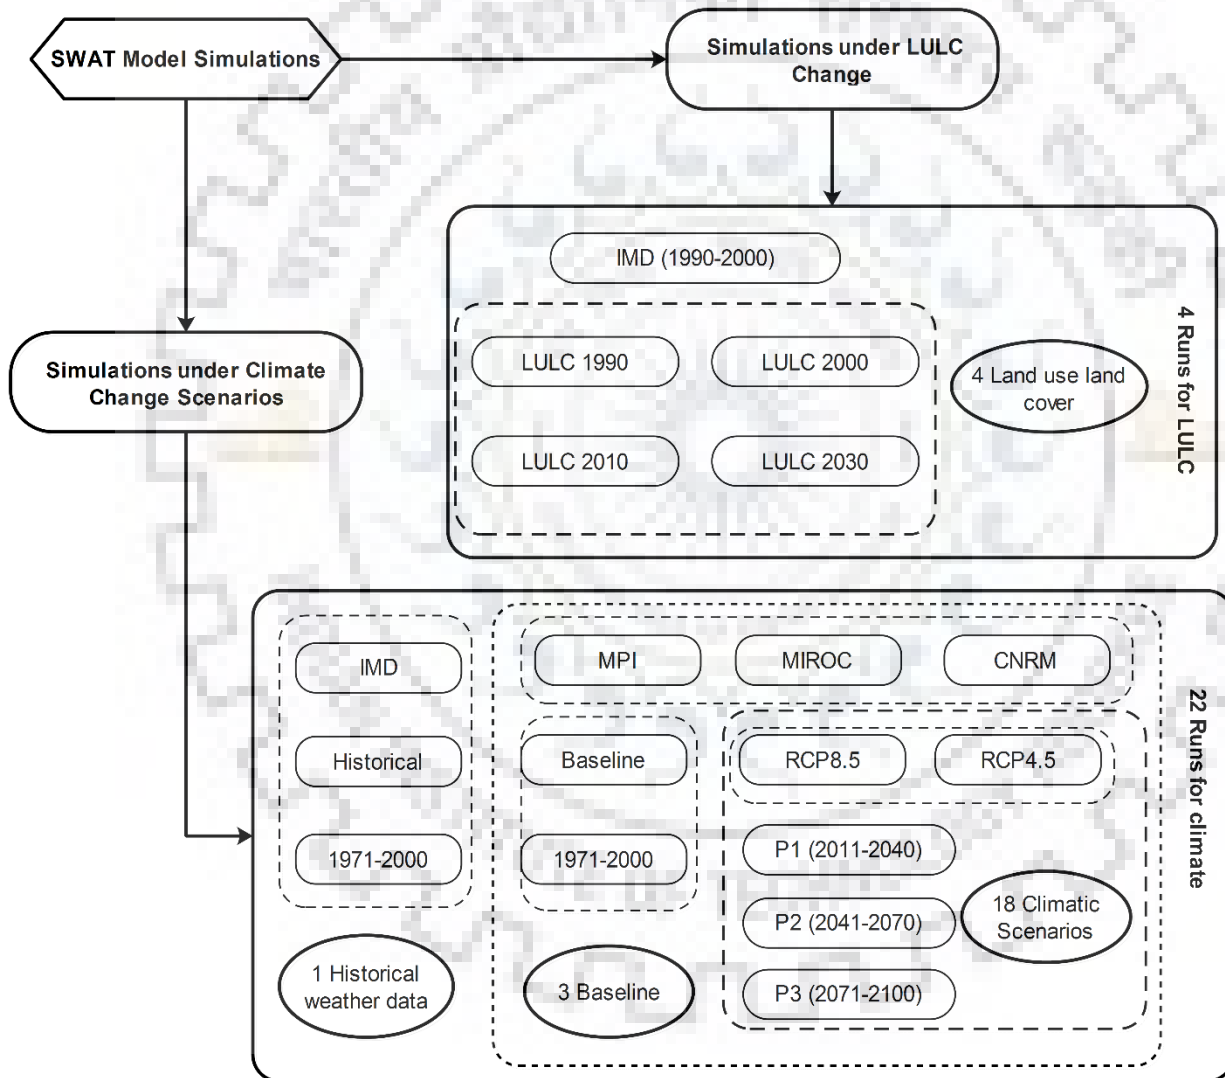 SWAT Model Simulations
Simulations under LULC
Change
IMD (1990-2000)
LULC 1990
LULC 2000
LULC 2010
LULC 2030
4 Land use land
cover
4 Runs for LULC
Simulations under Climate
Change Scenarios
IMD
Historical
1971-2000
1 Historical
weather data
MPI
MIROC
CNRM
Baseline
1971-2000
3 Baseline
RCP8.5
RCP4.5
P1 (2011-2040)
P2 (2041-2070)
P3 (2071-2100)
18 Climatic
Scenarios
22 Runs for climate